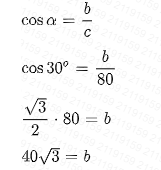 cos α = b/c
cos 30° = b/80
√3/2 · 80 = b
40√3 = b